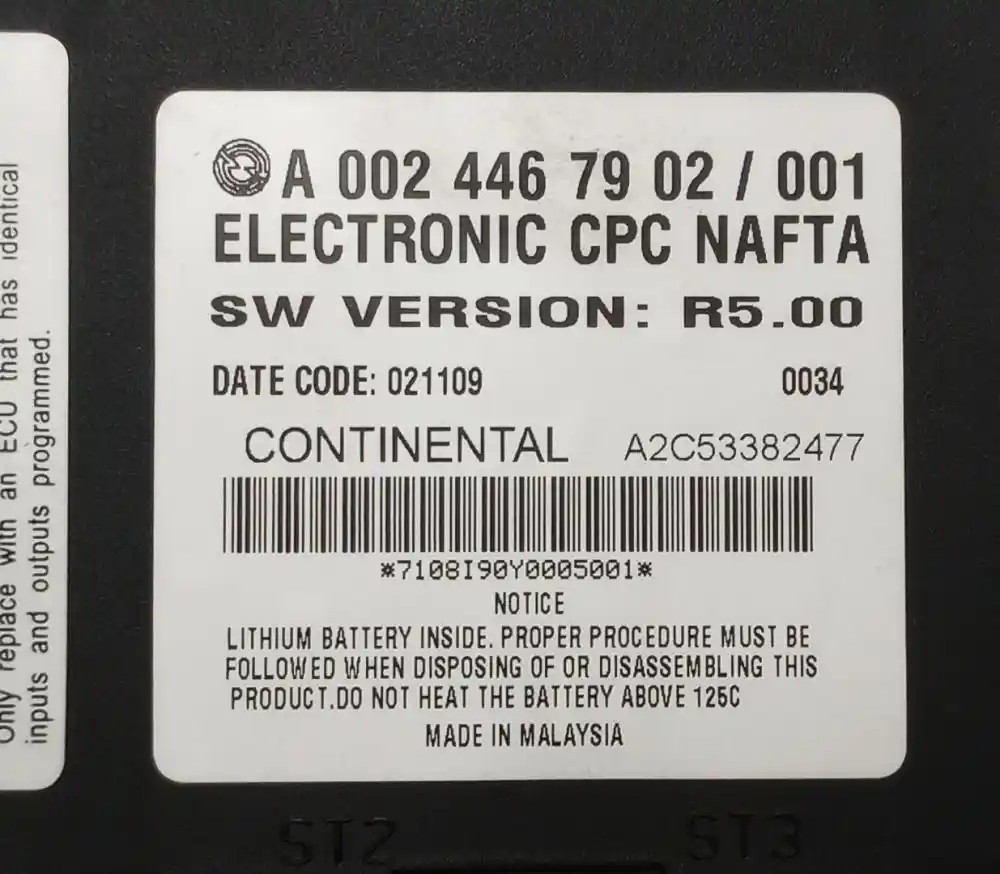 Only replace with an ECU that has identical
inputs and outputs programmed.
A 002 446 79 02 / 001
ELECTRONIC CPC NAFTA
SW VERSION: R5.00
DATE CODE: 021109 0034
CONTINENTAL A2C53382477
*7108I90Y0005001*
NOTICE
LITHIUM BATTERY INSIDE. PROPER PROCEDURE MUST BE
FOLLOWED WHEN DISPOSING OF OR DISASSEMBLING THIS
PRODUCT.DO NOT HEAT THE BATTERY ABOVE 125C
MADE IN MALAYSIA
ST2 ST3